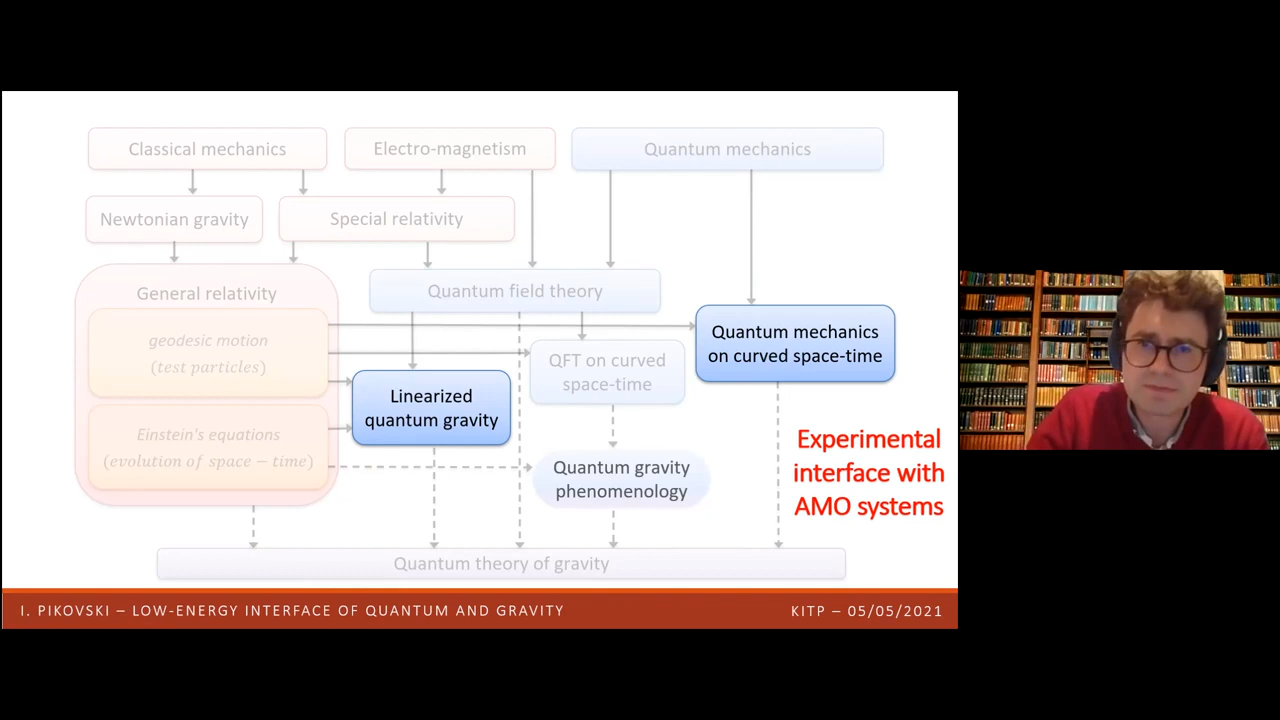 Classical mechanics
Electro-magnetism
Quantum mechanics
Newtonian gravity
Special relativity
General relativity
Quantum field theory
geodesic motion
(test particles)
Quantum mechanics
on curved space-time
QFT on curved
space-time
Linearized
quantum gravity
Einstein's equations
(evolution of space – time)
Experimental
interface with
AMO systems
Quantum gravity
phenomenology
Quantum theory of gravity
I. PIKOVSKI – LOW-ENERGY INTERFACE OF QUANTUM AND GRAVITY
KITP – 05/05/2021